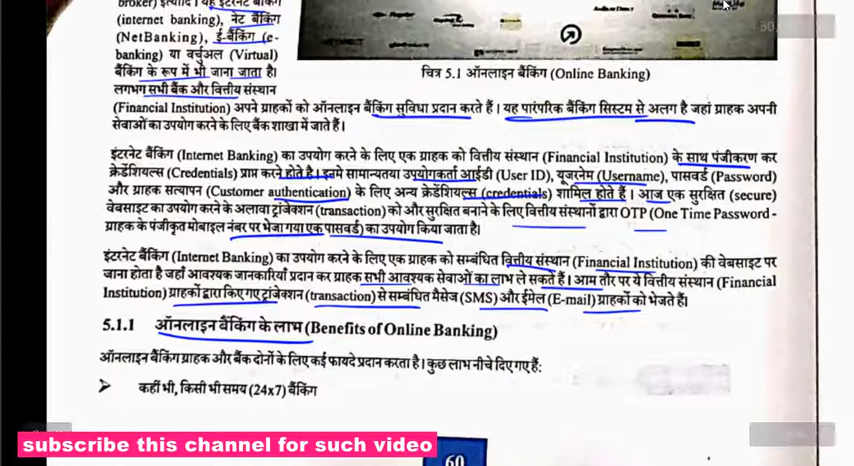 broker) इत्यादि। यह इंटरनेट बैंकिंग
(internet banking), नेट बैंकिंग
(NetBanking), ई-बैंकिंग (e-
banking) या वर्चुअल (Virtual)
बैंकिंग के रूप में भी जाना जाता है।
लगभग सभी बैंक और वित्तीय संस्थान
चित्र 5.1 ऑनलाइन बैंकिंग (Online Banking)
(Financial Institution) अपने ग्राहकों को ऑनलाइन बैंकिंग सुविधा प्रदान करते हैं। यह पारंपरिक बैंकिंग सिस्टम से अलग है जहां ग्राहक अपनी
सेवाओं का उपयोग करने के लिए बैंक शाखा में जाते हैं।
इंटरनेट बैंकिंग (Internet Banking) का उपयोग करने के लिए एक ग्राहक को वित्तीय संस्थान (Financial Institution) के साथ पंजीकरण कर
क्रेडेंशियल्स (Credentials) प्राप्त करने होते है। इनमे सामान्यतया उपयोगकर्ता आईडी (User ID), यूजरनेम (Username), पासवर्ड (Password)
और ग्राहक सत्यापन (Customer authentication) के लिए अन्य क्रेडेंशियल्स (credentials) शामिल होते हैं। आज एक सुरक्षित (secure)
वेबसाइट का उपयोग करने के अलावा ट्रांजेक्शन (transaction) को और सुरक्षित बनाने के लिए वित्तीय संस्थानों द्वारा OTP (One Time Password -
ग्राहक के पंजीकृत मोबाइल नंबर पर भेजा गया एक पासवर्ड) का उपयोग किया जाता है।
इंटरनेट बैंकिंग (Internet Banking) का उपयोग करने के लिए एक ग्राहक को सम्बंधित वित्तीय संस्थान (Financial Institution) की वेबसाइट पर
जाना होता है जहाँ आवश्यक जानकारियाँ प्रदान कर ग्राहक सभी आवश्यक सेवाओं का लाभ ले सकते हैं। आम तौर पर ये वित्तीय संस्थान (Financial
Institution) ग्राहकों द्वारा किए गए ट्रांजेक्शन (transaction) से सम्बंधित मैसेज (SMS) और ईमेल (E-mail) ग्राहकों को भेजते हैं।
5.1.1 ऑनलाइन बैंकिंग के लाभ (Benefits of Online Banking)
ऑनलाइन बैंकिंग ग्राहक और बैंक दोनों के लिए कई फायदे प्रदान करता है। कुछ लाभ नीचे दिए गए हैं:
➤ कहीं भी, किसी भी समय (24x7) बैंकिंग
subscribe this channel for such video
60